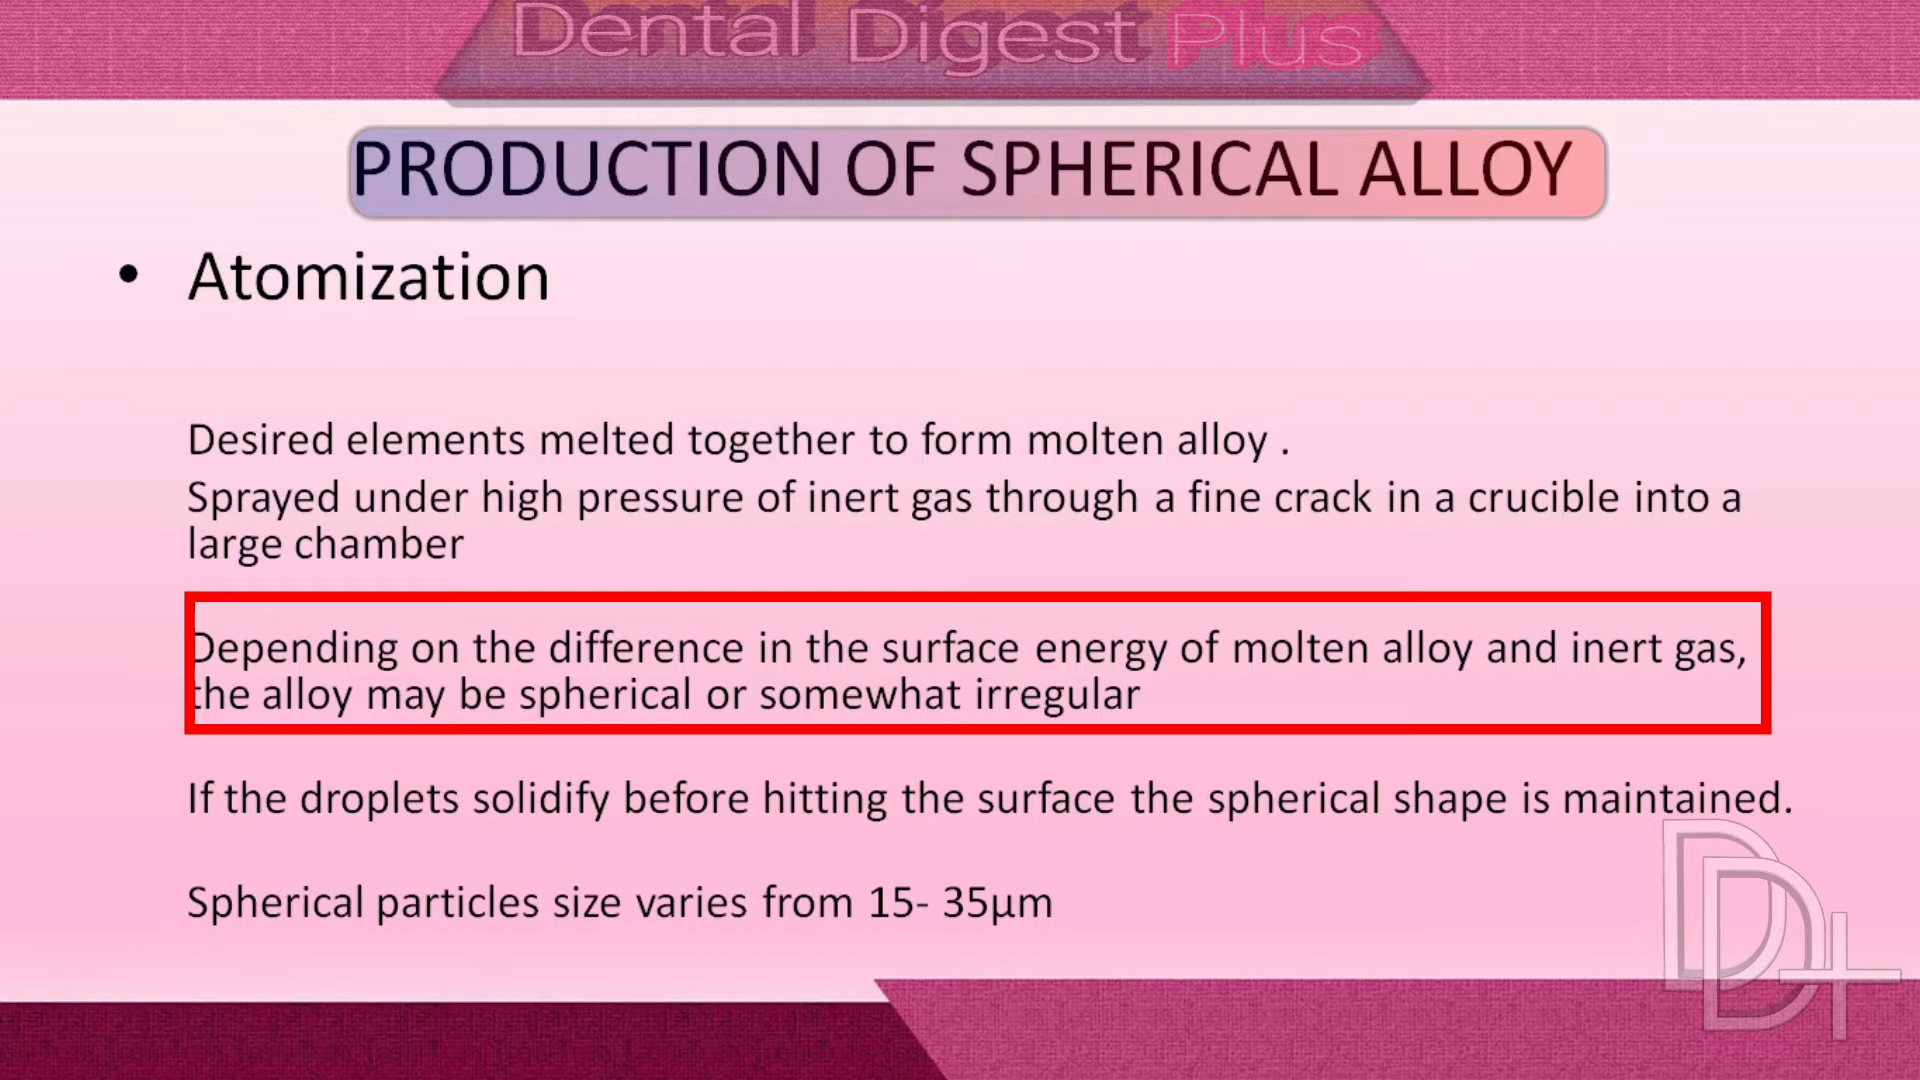 Dental Digest Plus
PRODUCTION OF SPHERICAL ALLOY
• Atomization
Desired elements melted together to form molten alloy .
Sprayed under high pressure of inert gas through a fine crack in a crucible into a
large chamber
Depending on the difference in the surface energy of molten alloy and inert gas,
the alloy may be spherical or somewhat irregular
If the droplets solidify before hitting the surface the spherical shape is maintained.
Spherical particles size varies from 15- 35µm
DD+